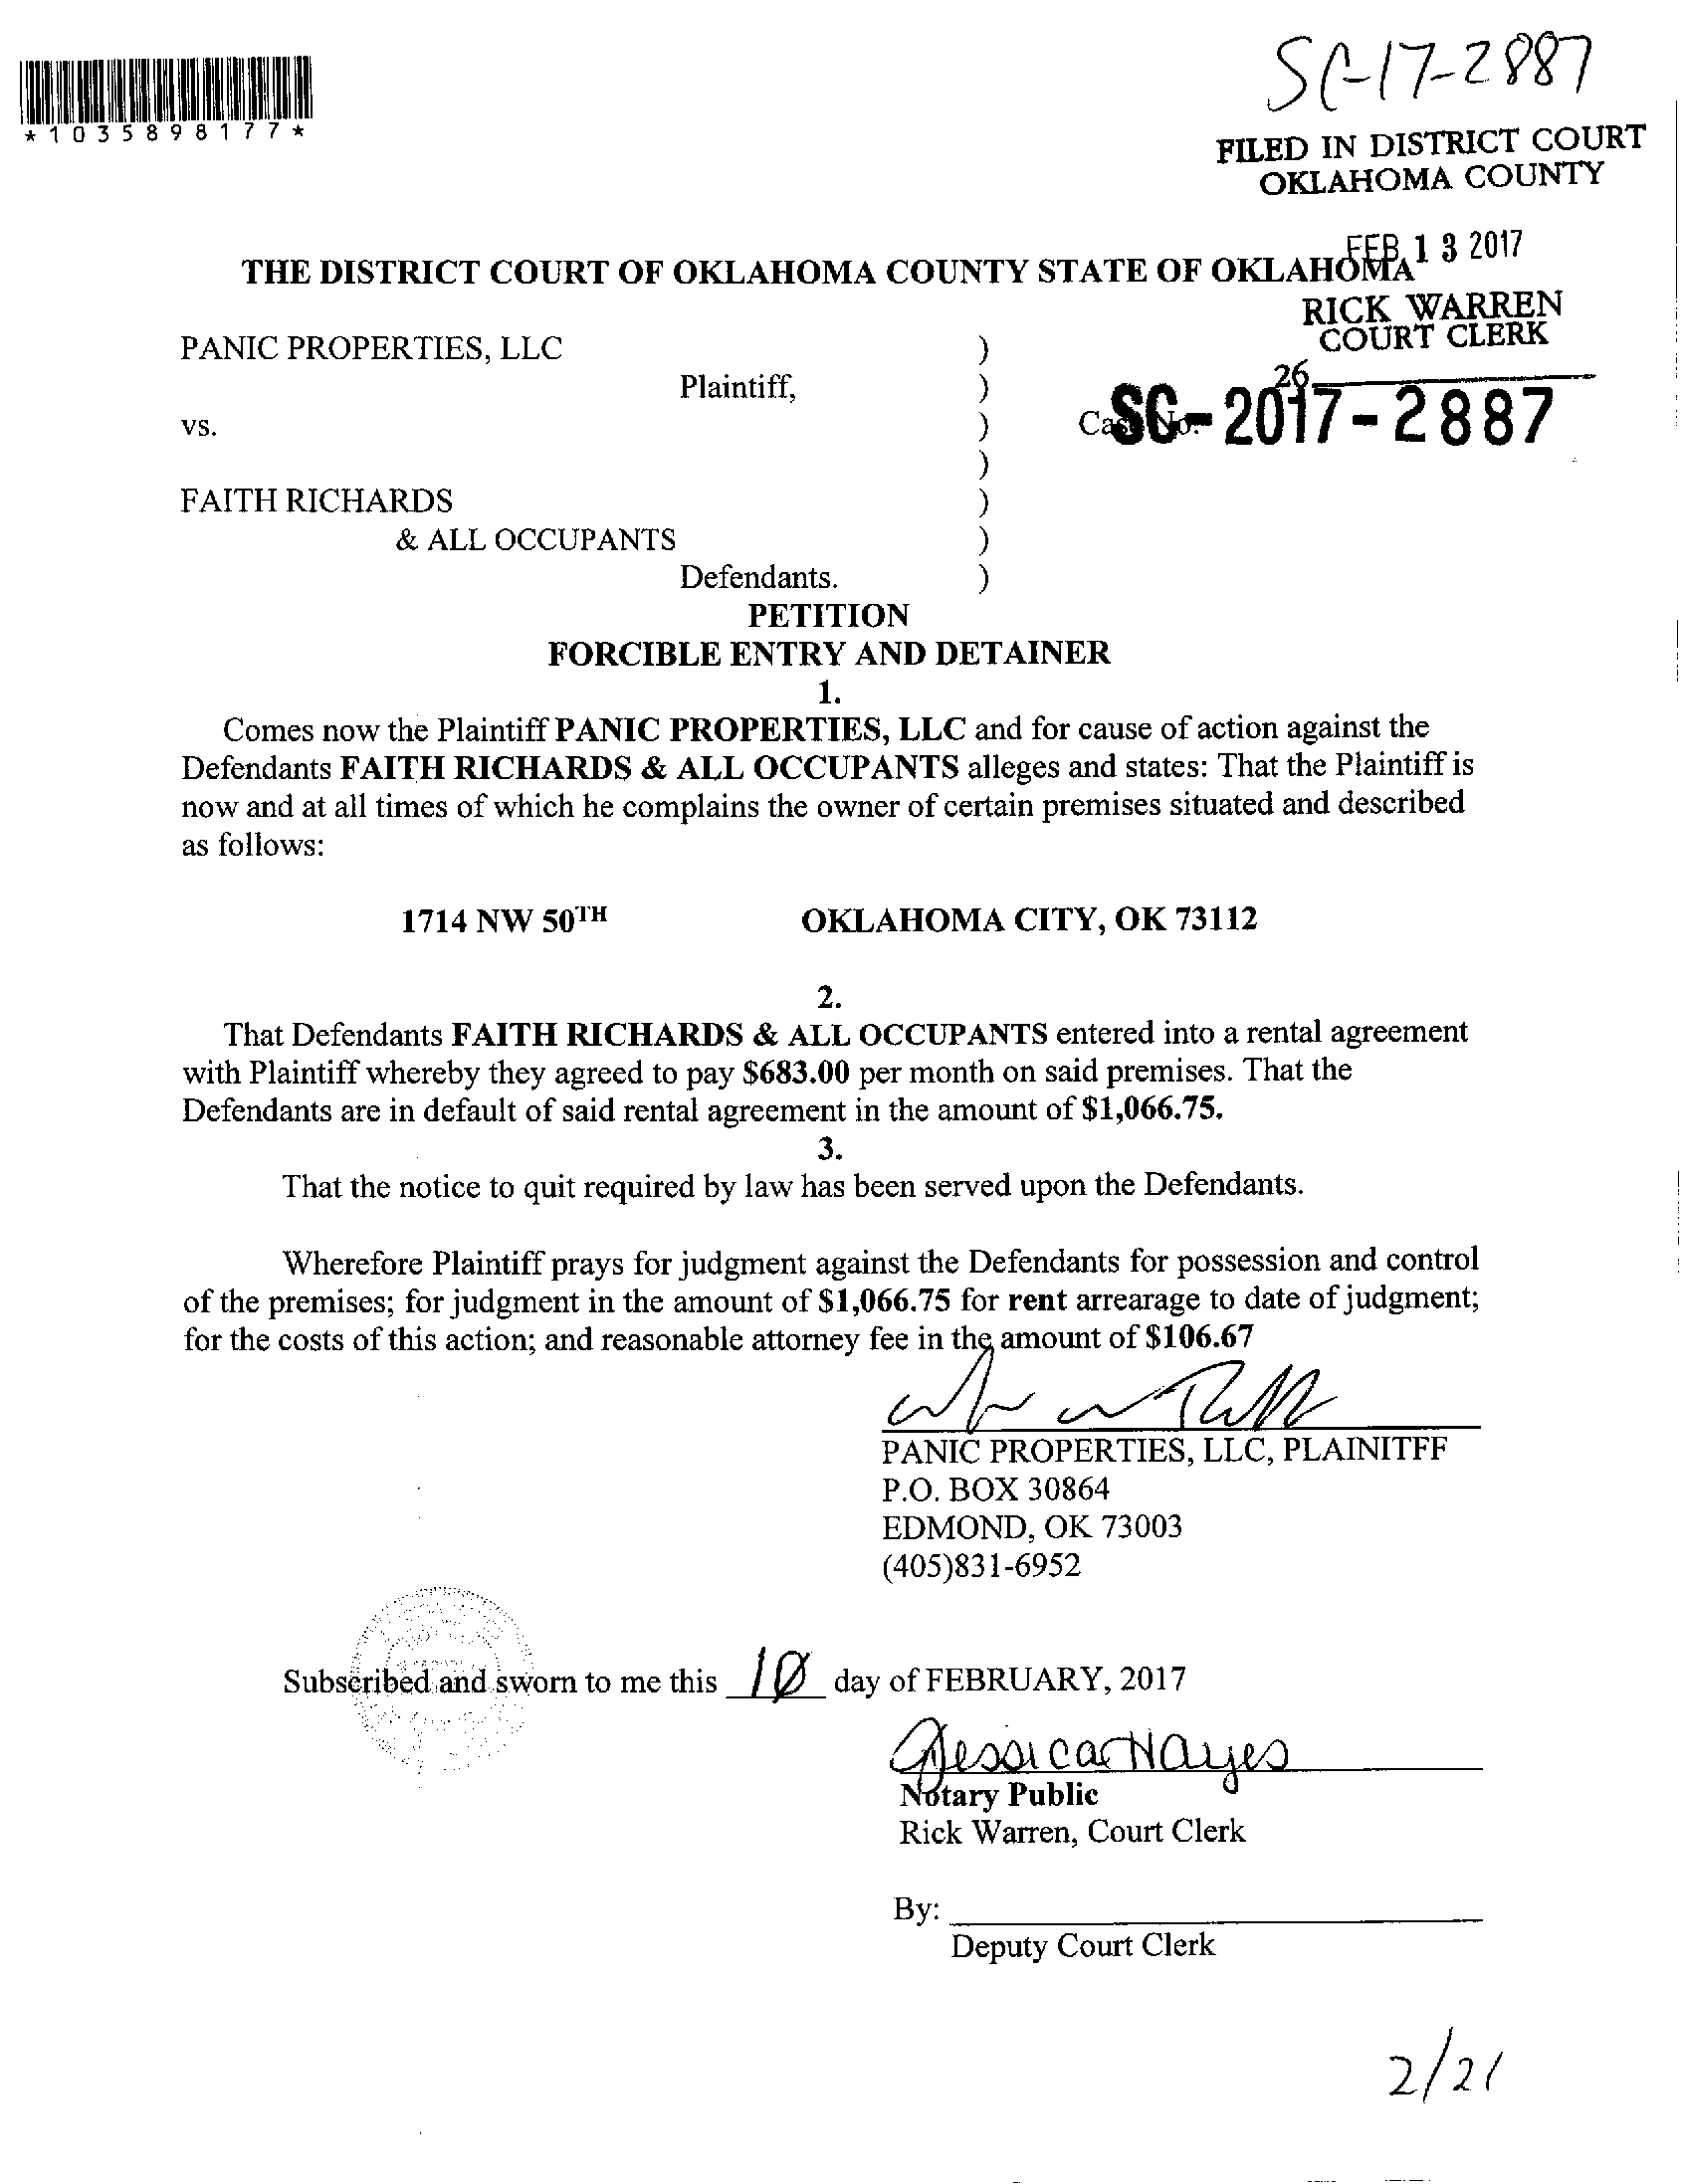 SC-17-2887
*1035898177*
FILED IN DISTRICT COURT
OKLAHOMA COUNTY
FEB 13 2017
THE DISTRICT COURT OF OKLAHOMA COUNTY STATE OF OKLAHOMA
RICK WARREN
COURT CLERK
PANIC PROPERTIES, LLC )
26
Plaintiff, )
vs. ) Case No. SC-2017-2887
)
FAITH RICHARDS )
& ALL OCCUPANTS )
Defendants. )
PETITION
FORCIBLE ENTRY AND DETAINER
1.
Comes now the Plaintiff PANIC PROPERTIES, LLC and for cause of action against the
Defendants FAITH RICHARDS & ALL OCCUPANTS alleges and states: That the Plaintiff is
now and at all times of which he complains the owner of certain premises situated and described
as follows:
1714 NW 50TH OKLAHOMA CITY, OK 73112
2.
That Defendants FAITH RICHARDS & ALL OCCUPANTS entered into a rental agreement
with Plaintiff whereby they agreed to pay $683.00 per month on said premises. That the
Defendants are in default of said rental agreement in the amount of $1,066.75.
3.
That the notice to quit required by law has been served upon the Defendants.
Wherefore Plaintiff prays for judgment against the Defendants for possession and control
of the premises; for judgment in the amount of $1,066.75 for rent arrearage to date of judgment;
for the costs of this action; and reasonable attorney fee in the amount of $106.67
PANIC PROPERTIES, LLC, PLAINITFF
P.O. BOX 30864
EDMOND, OK 73003
(405)831-6952
Subscribed and sworn to me this 10 day of FEBRUARY, 2017
Jessica Hayes
Notary Public
Rick Warren, Court Clerk
By:
Deputy Court Clerk
2/21